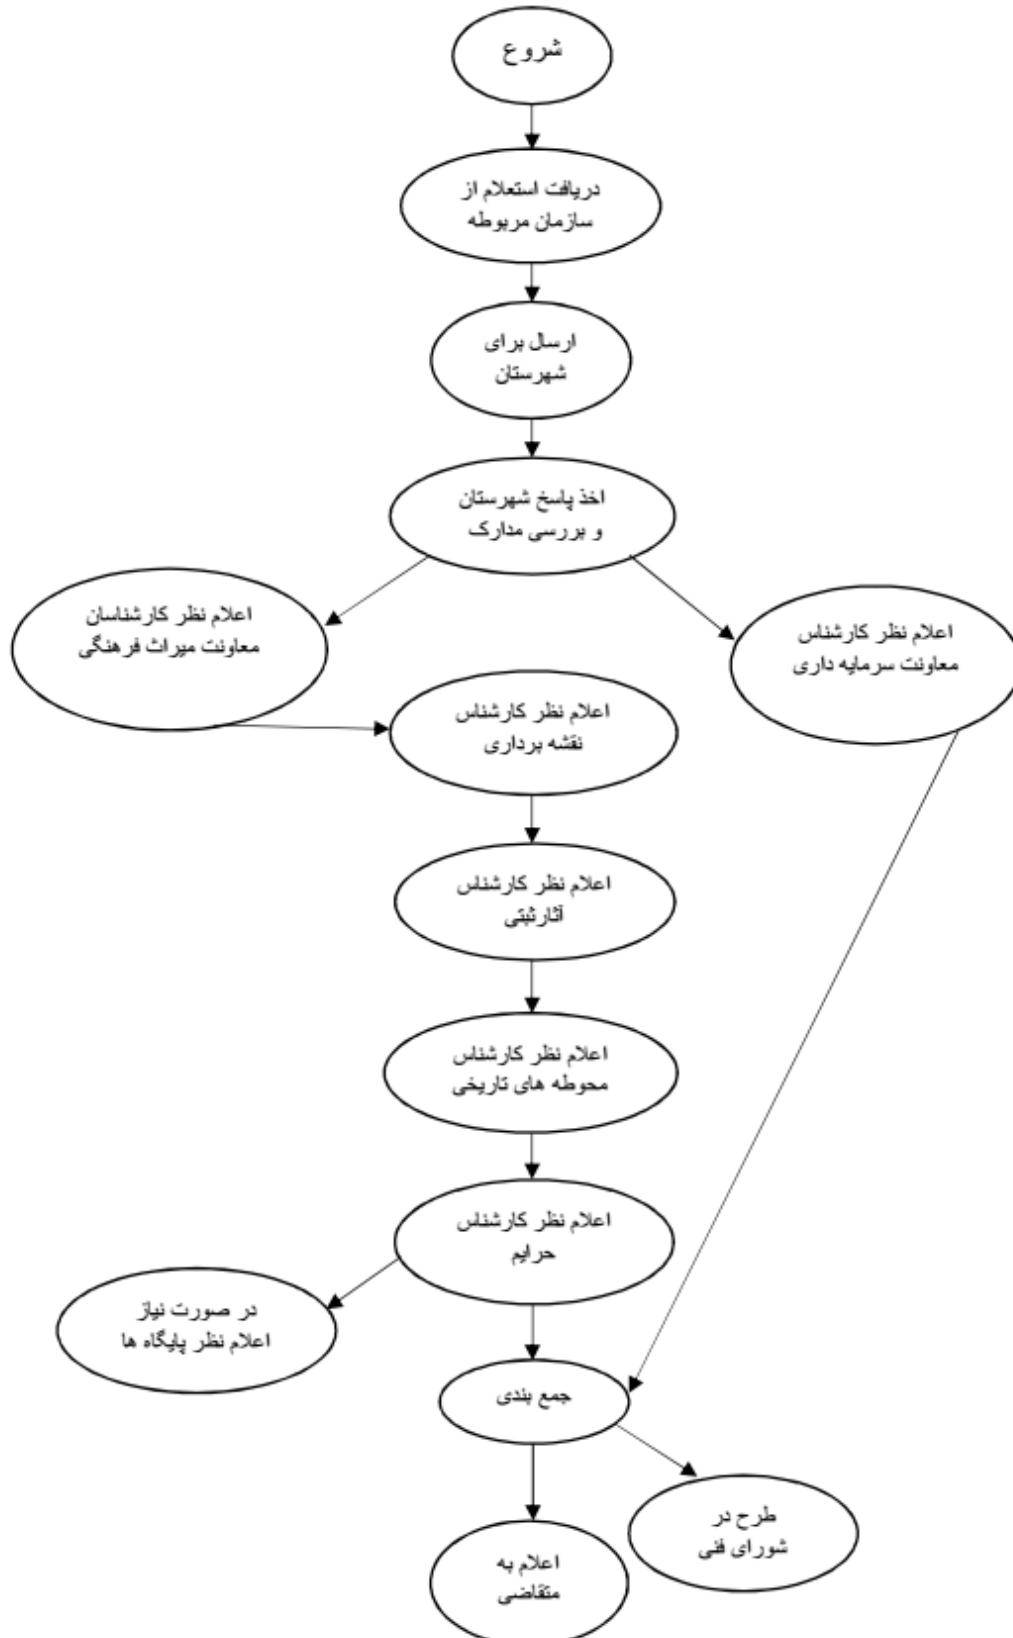 شروع
دریافت استعلام از
سازمان مربوطه
ارسال برای
شهرستان
اخذ پاسخ شهرستان
و بررسی مدارک
اعلام نظر کارشناسان
معاونت میراث فرهنگی
اعلام نظر کارشناس
معاونت سرمایه داری
اعلام نظر کارشناس
نقشه برداری
اعلام نظر کارشناس
آثارثبتی
اعلام نظر کارشناس
محوطه های تاریخی
اعلام نظر کارشناس
حرایم
در صورت نیاز
اعلام نظر پایگاه ها
جمع بندی
طرح در
شورای فنی
اعلام به
متقاضی